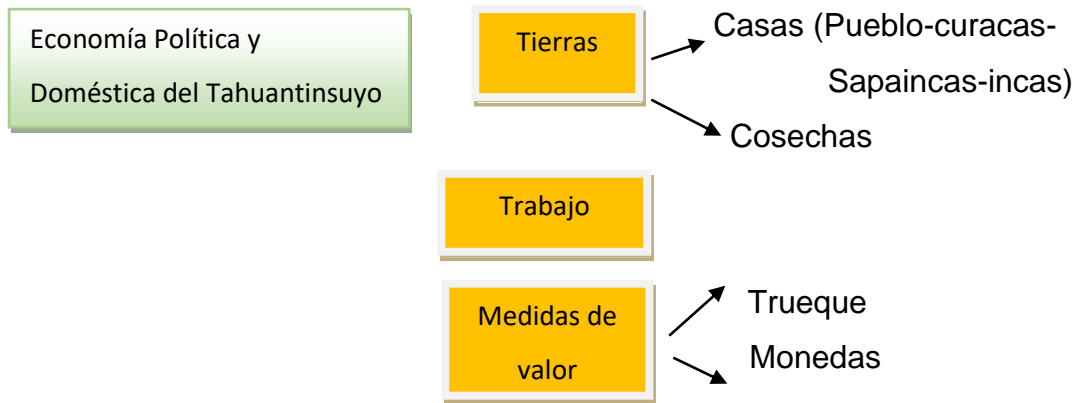 Economía Política y
Doméstica del Tahuantinsuyo
Tierras
Casas (Pueblo-curacas-
Sapaincas-incas)
Cosechas
Trabajo
Medidas de
valor
Trueque
Monedas